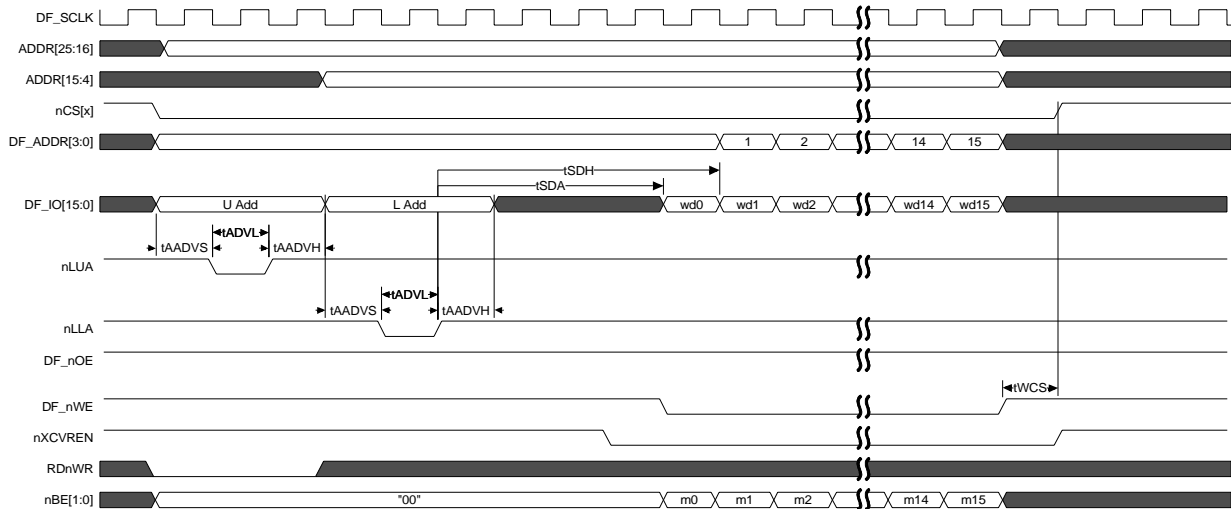 DF_SCLK
ADDR[25:16]
ADDR[15:4]
nCS[x]
DF_ADDR[3:0] 1 2 14 15
tSDH
tSDA
DF_IO[15:0] U Add L Add wd0 wd1 wd2 wd14 wd15
tAADVS tADVL tAADVH
nLUA
tAADVS tADVL tAADVH
nLLA
DF_nOE
tWCS
DF_nWE
nXCVREN
RDnWR
nBE[1:0] "00" m0 m1 m2 m14 m15